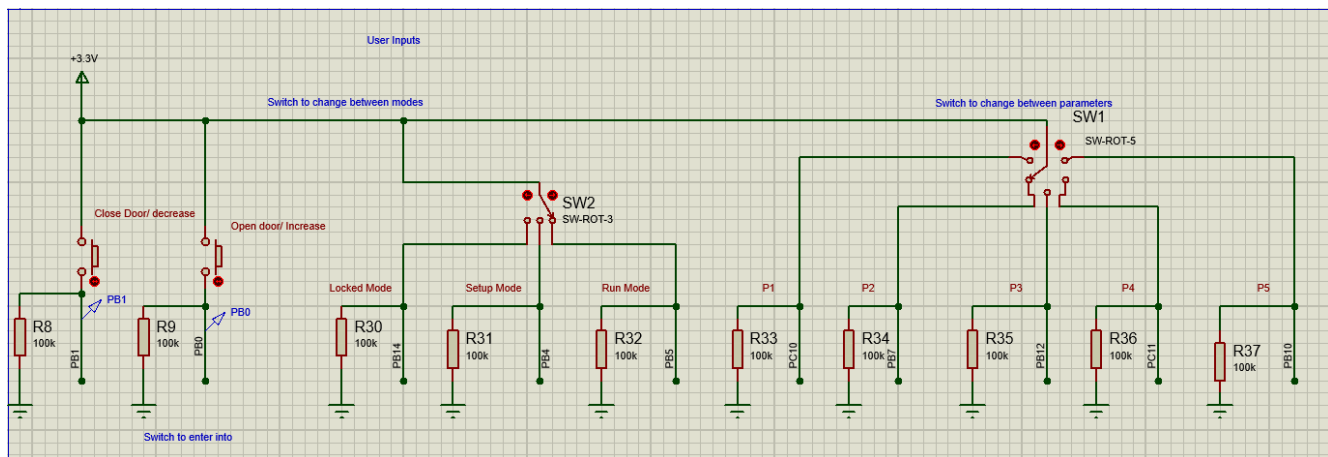 User Inputs
+3.3V
Switch to change between modes
Switch to change between parameters
SW1
SW-ROT-5
SW2
SW-ROT-3
Close Door/ decrease
Open door/ Increase
PB1
PB0
Locked Mode
Setup Mode
Run Mode
P1
P2
P3
P4
P5
R8
100k
PB1
R9
100k
PB0
R30
100k
PB14
R31
100k
PB4
R32
100k
PB5
R33
100k
PC10
R34
100k
PB7
R35
100k
PB12
R36
100k
PC11
R37
100k
PB10
Switch to enter into